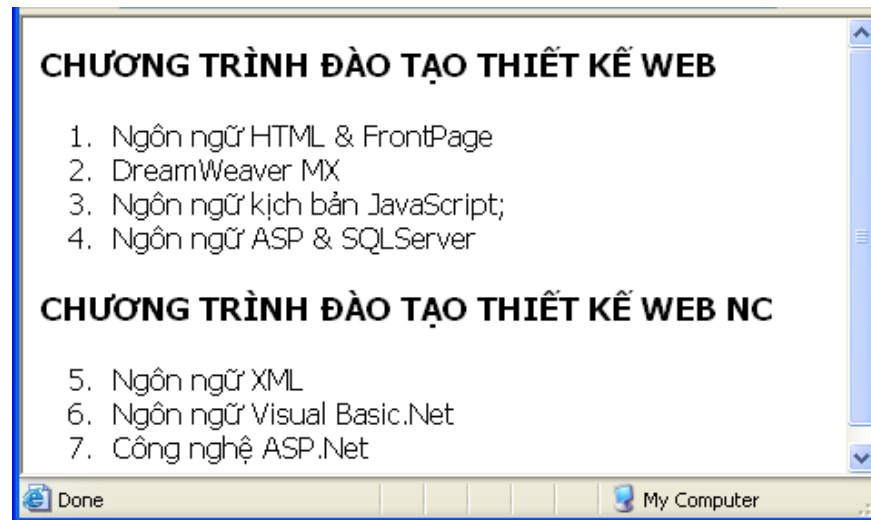 CHƯƠNG TRÌNH ĐÀO TẠO THIẾT KẾ WEB
1. Ngôn ngữ HTML & FrontPage
2. DreamWeaver MX
3. Ngôn ngữ kịch bản JavaScript;
4. Ngôn ngữ ASP & SQLServer
CHƯƠNG TRÌNH ĐÀO TẠO THIẾT KẾ WEB NC
5. Ngôn ngữ XML
6. Ngôn ngữ Visual Basic.Net
7. Công nghệ ASP.Net
Done My Computer